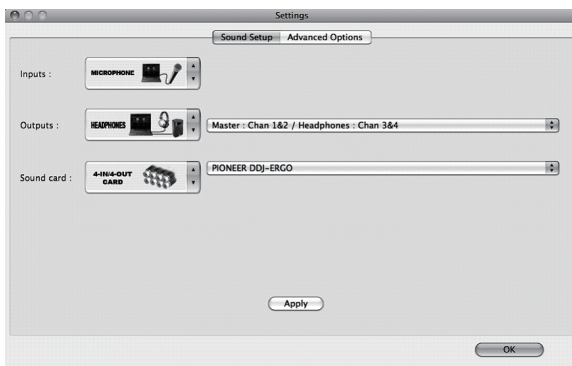 Settings
Sound Setup Advanced Options
Inputs :
MICROPHONE
Outputs :
HEADPHONES
Master : Chan 1&2 / Headphones : Chan 3&4
Sound card :
4-IN/4-OUT
CARD
PIONEER DDJ-ERGO
Apply
OK